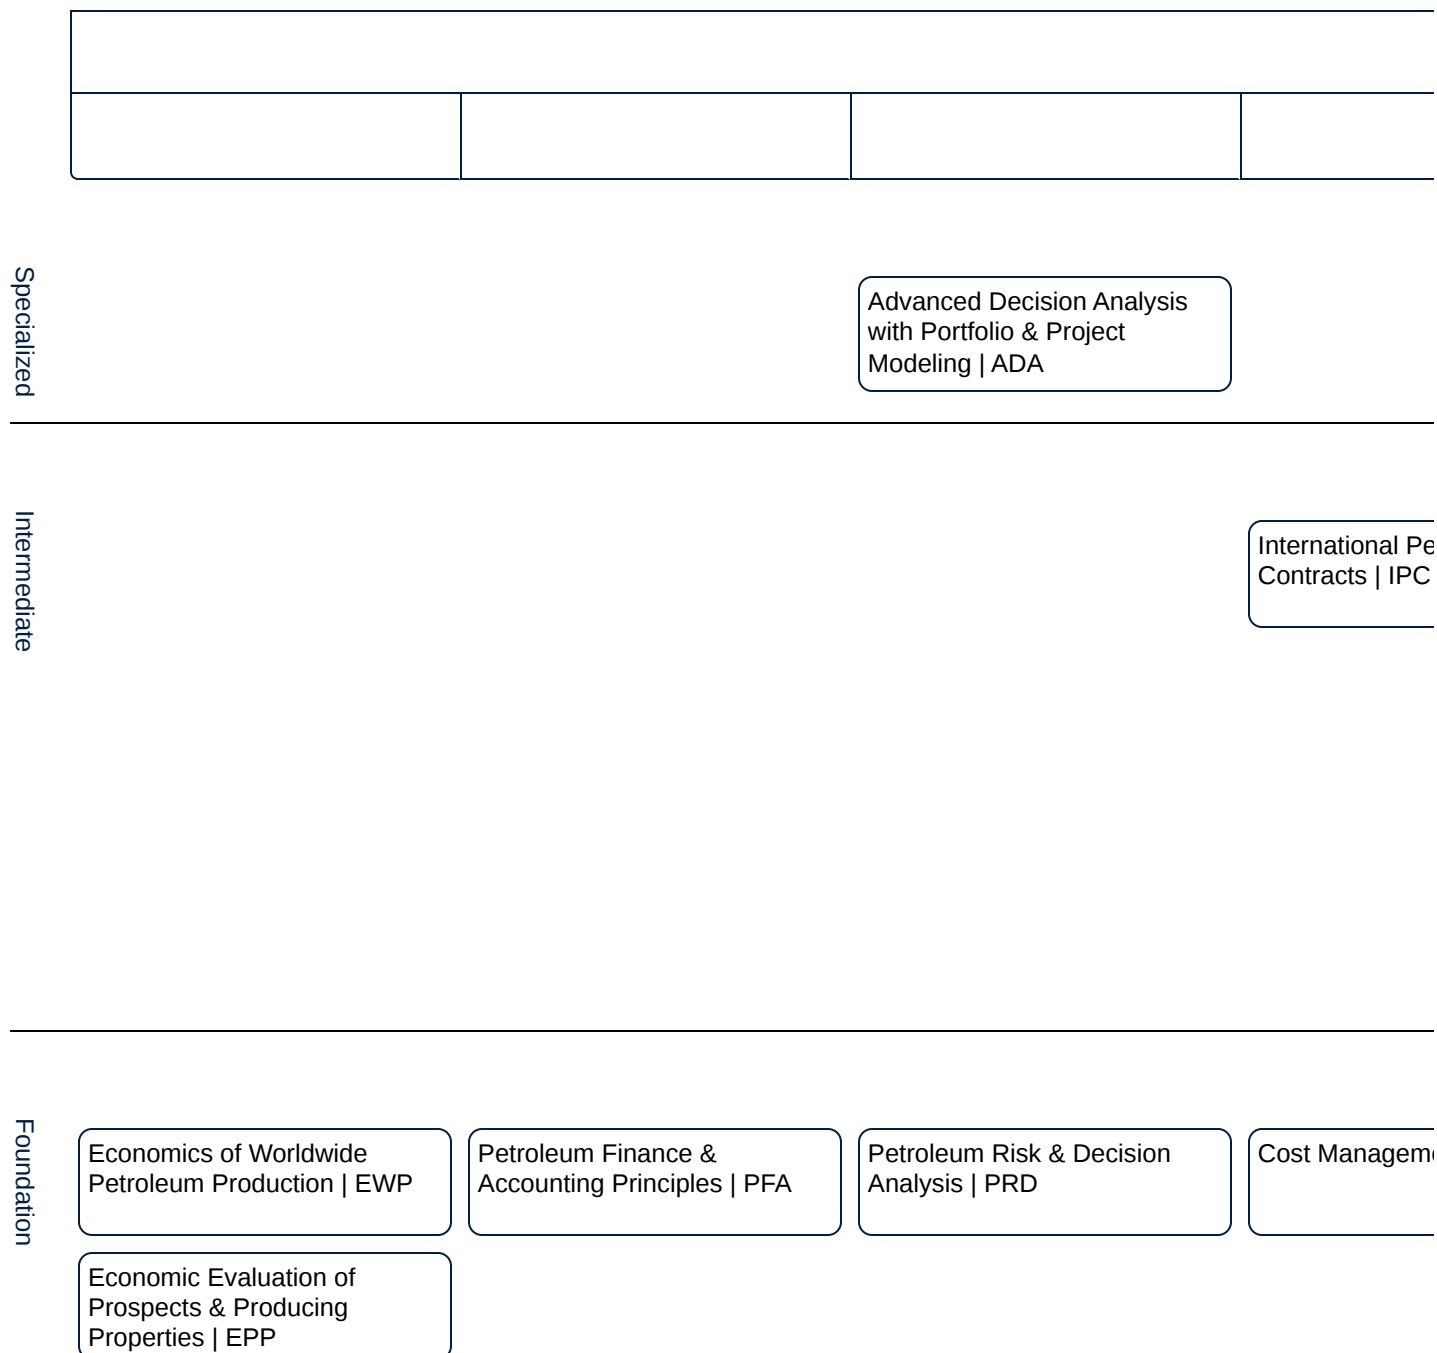 Specialized
Advanced Decision Analysis
with Portfolio & Project
Modeling | ADA
Intermediate
International
Contracts | IPC
Foundation
Economics of Worldwide
Petroleum Production | EWP
Petroleum Finance &
Accounting Principles | PFA
Petroleum Risk & Decision
Analysis | PRD
Cost
Economic Evaluation of
Prospects & Producing
Properties | EPP